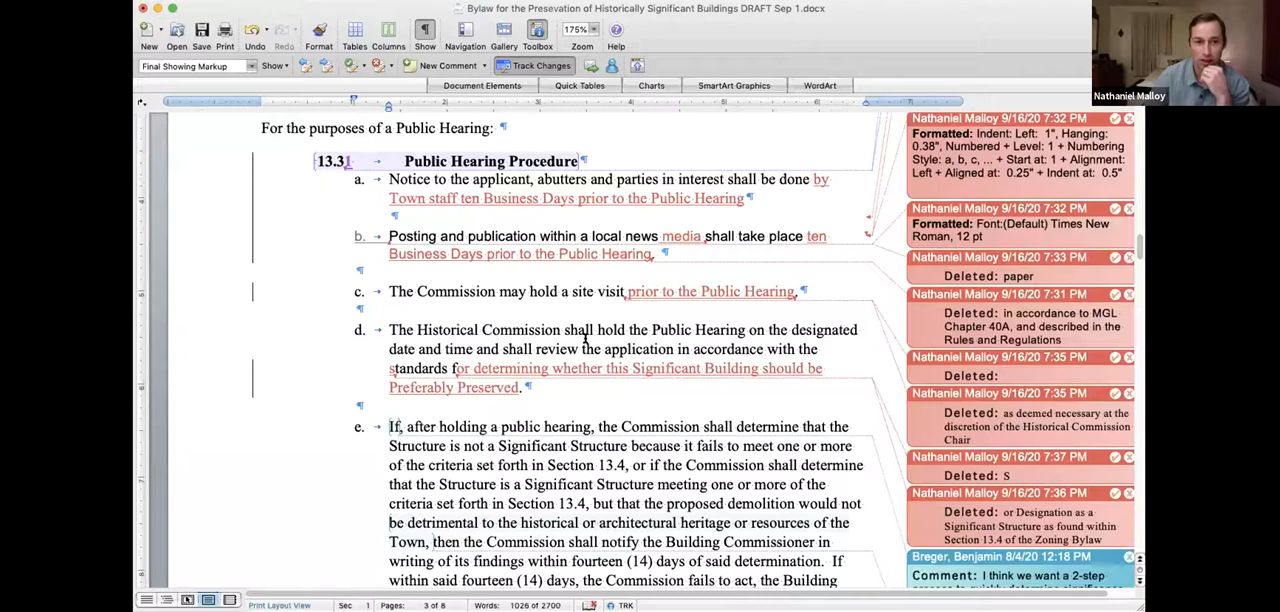 Bylaw for the Presevation of Historically Significant Buildings DRAFT Sep 1.docx
175%
New Open Save Print Undo Redo Format Tables Columns Show Navigation Gallery Toolbox Zoom Help
Final Showing Markup Show New Comment Track Changes
Document Elements Quick Tables Charts SmartArt Graphics WordArt
Nathaniel Malloy
For the purposes of a Public Hearing: ¶
13.31 Public Hearing Procedure ¶
a. Notice to the applicant, abutters and parties in interest shall be done by
Town staff ten Business Days prior to the Public Hearing ¶
¶
b. Posting and publication within a local news media shall take place ten
Business Days prior to the Public Hearing. ¶
¶
c. The Commission may hold a site visit prior to the Public Hearing. ¶
¶
d. The Historical Commission shall hold the Public Hearing on the designated
date and time and shall review the application in accordance with the
standards for determining whether this Significant Building should be
Preferably Preserved. ¶
¶
e. If, after holding a public hearing, the Commission shall determine that the
Structure is not a Significant Structure because it fails to meet one or more
of the criteria set forth in Section 13.4, or if the Commission shall determine
that the Structure is a Significant Structure meeting one or more of the
criteria set forth in Section 13.4, but that the proposed demolition would not
be detrimental to the historical or architectural heritage or resources of the
Town, then the Commission shall notify the Building Commissioner in
writing of its findings within fourteen (14) days of said determination. If
within said fourteen (14) days, the Commission fails to act, the Building
Nathaniel Malloy 9/16/20 7:32 PM
Formatted: Indent: Left: 1", Hanging:
0.38", Numbered + Level: 1 + Numbering
Style: a, b, c, ... + Start at: 1 + Alignment:
Left + Aligned at: 0.25" + Indent at: 0.5"
Nathaniel Malloy 9/16/20 7:32 PM
Formatted: Font:(Default) Times New
Roman, 12 pt
Nathaniel Malloy 9/16/20 7:33 PM
Deleted: paper
Nathaniel Malloy 9/16/20 7:31 PM
Deleted: in accordance to MGL
Chapter 40A, and described in the
Rules and Regulations
Nathaniel Malloy 9/16/20 7:35 PM
Deleted:
Nathaniel Malloy 9/16/20 7:35 PM
Deleted: as deemed necessary at the
discretion of the Historical Commission
Chair
Nathaniel Malloy 9/16/20 7:37 PM
Deleted: S
Nathaniel Malloy 9/16/20 7:36 PM
Deleted: or Designation as a
Significant Structure as found within
Section 13.4 of the Zoning Bylaw
Breger, Benjamin 8/4/20 12:18 PM
Comment: I think we want a 2-step
Print Layout View Sec 1 Pages: 3 of 8 Words: 1026 of 2700 TRK